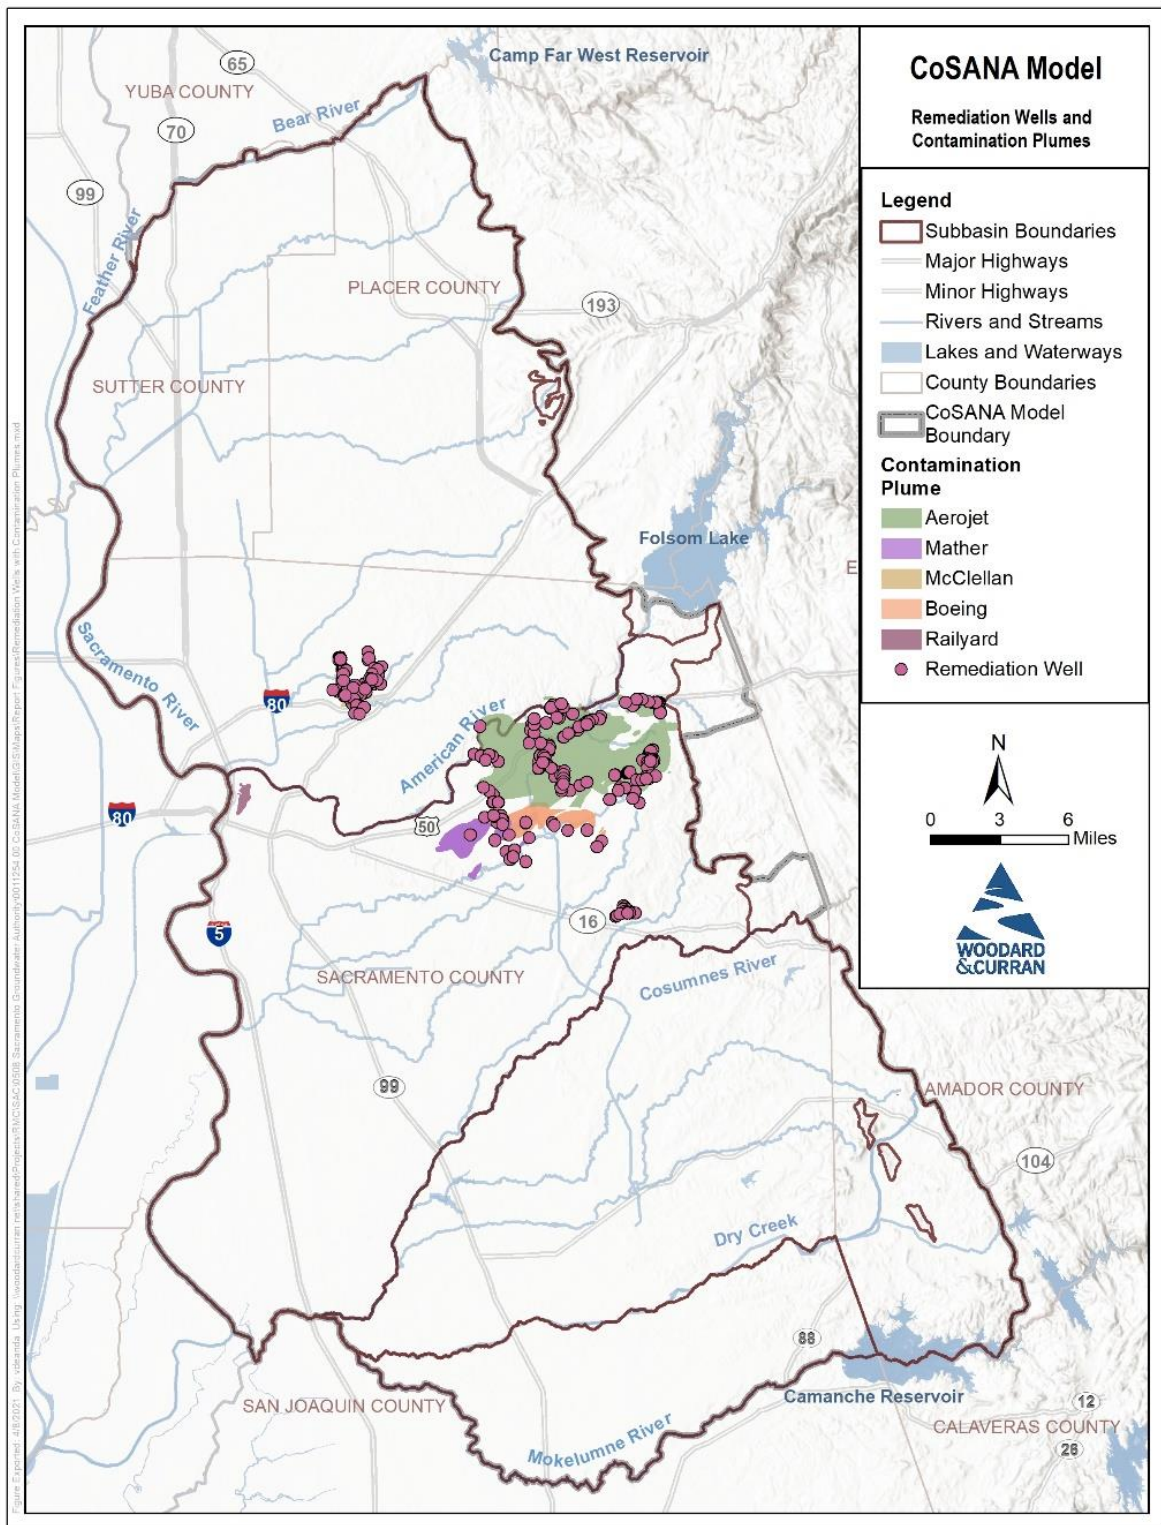 CoSANA Model
Remediation Wells and
Contamination Plumes
Legend
Subbasin Boundaries
Major Highways
Minor Highways
Rivers and Streams
Lakes and Waterways
County Boundaries
CoSANA Model
Boundary
Contamination
Plume
Aerojet
Mather
McClellan
Boeing
Railyard
Remediation Well
N
0 3 6
Miles
WOODARD
&CURRAN
Camp Far West Reservoir
65
YUBA COUNTY
Bear River
70
99
Feather River
PLACER COUNTY
193
SUTTER COUNTY
Folsom Lake
E
Sacramento River
80
American River
80
50
16
5
SACRAMENTO COUNTY
Cosumnes River
99
AMADOR COUNTY
104
Dry Creek
88
Camanche Reservoir
SAN JOAQUIN COUNTY
12
CALAVERAS COUNTY
26
Mokelumne River